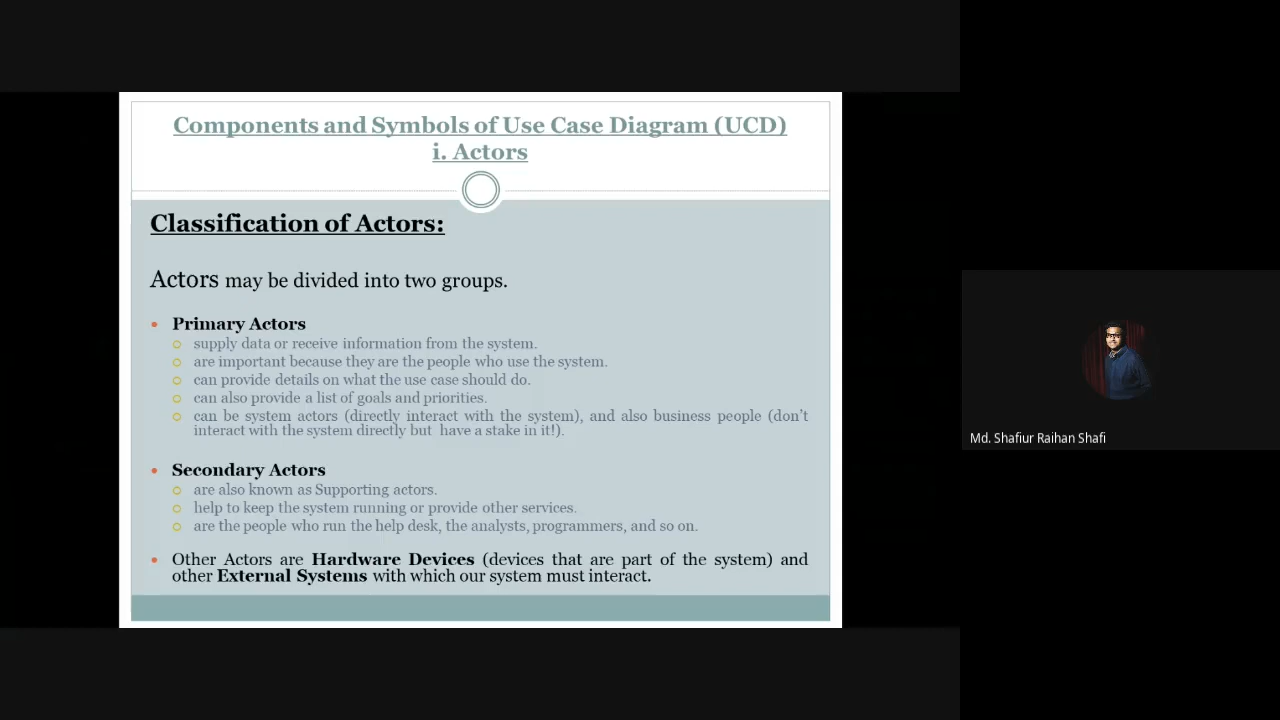 Components and Symbols of Use Case Diagram (UCD)
i. Actors
Classification of Actors:
Actors may be divided into two groups.
Primary Actors
supply data or receive information from the system.
are important because they are the people who use the system.
can provide details on what the use case should do.
can also provide a list of goals and priorities.
can be system actors (directly interact with the system), and also business people (don't
interact with the system directly but have a stake in it!).
Secondary Actors
are also known as Supporting actors.
help to keep the system running or provide other services.
are the people who run the help desk, the analysts, programmers, and so on.
Other Actors are Hardware Devices (devices that are part of the system) and
other External Systems with which our system must interact.
Md. Shafiur Raihan Shafi